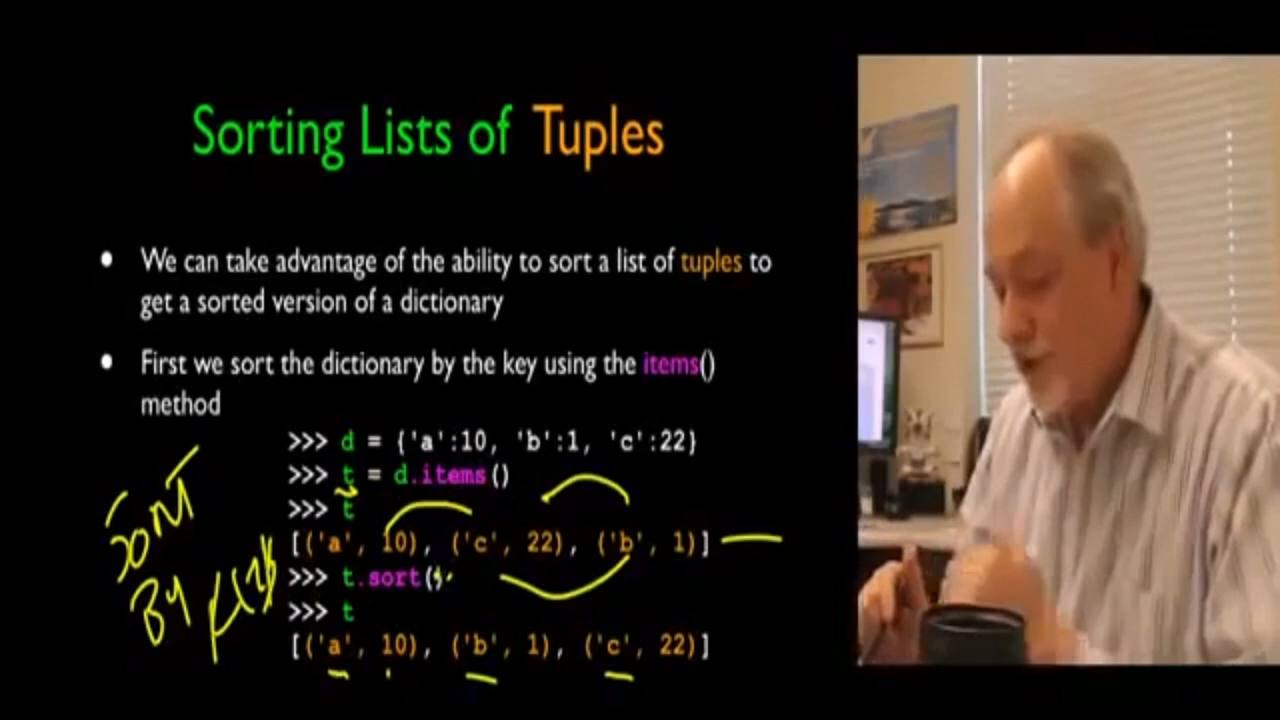 Sorting Lists of Tuples
• We can take advantage of the ability to sort a list of tuples to
get a sorted version of a dictionary
• First we sort the dictionary by the key using the items()
method
>>> d = {'a':10, 'b':1, 'c':22}
>>> t = d.items()
>>> t
[('a', 10), ('c', 22), ('b', 1)]
>>> t.sort()
>>> t
[('a', 10), ('b', 1), ('c', 22)]
SORT
BY